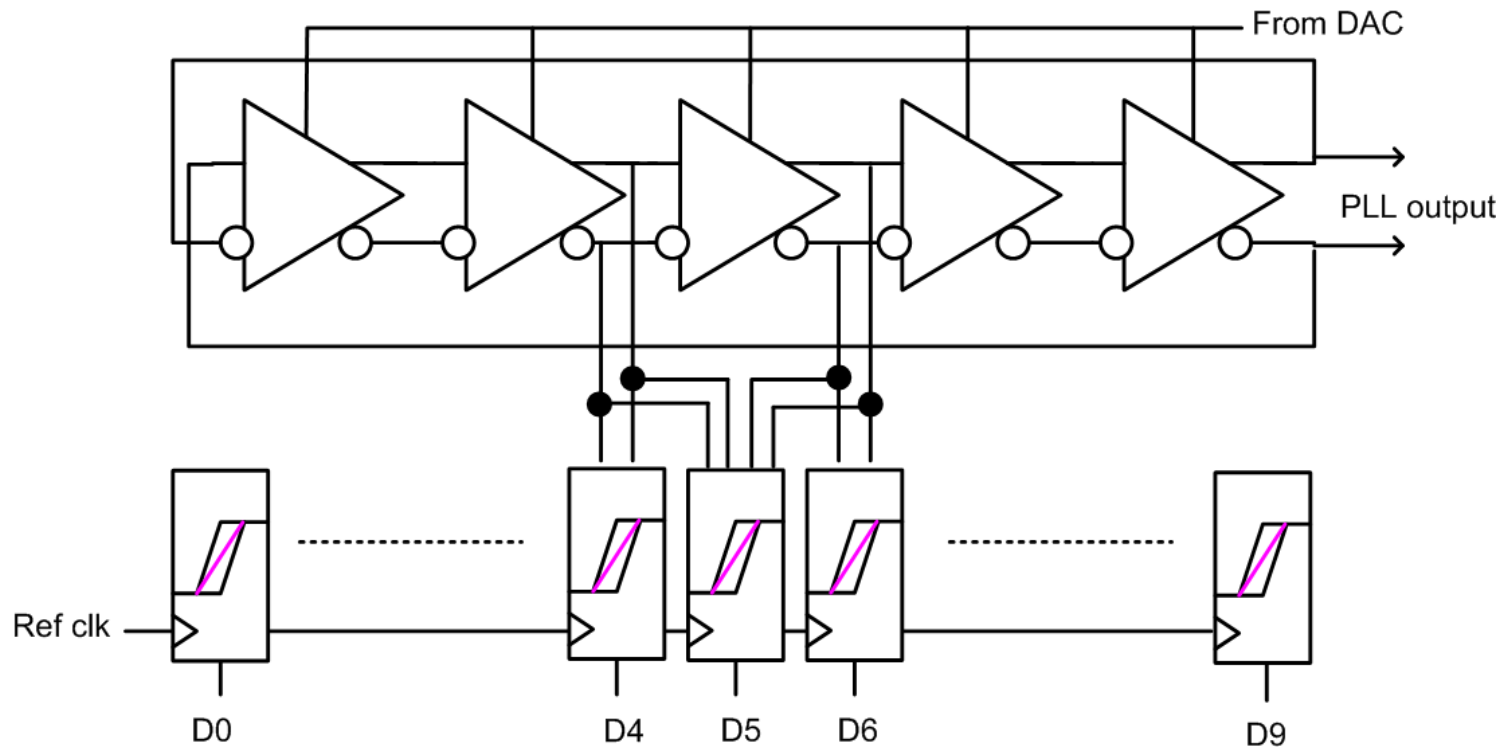 From DAC
PLL output
Ref clk
D0
D4
D5
D6
D9